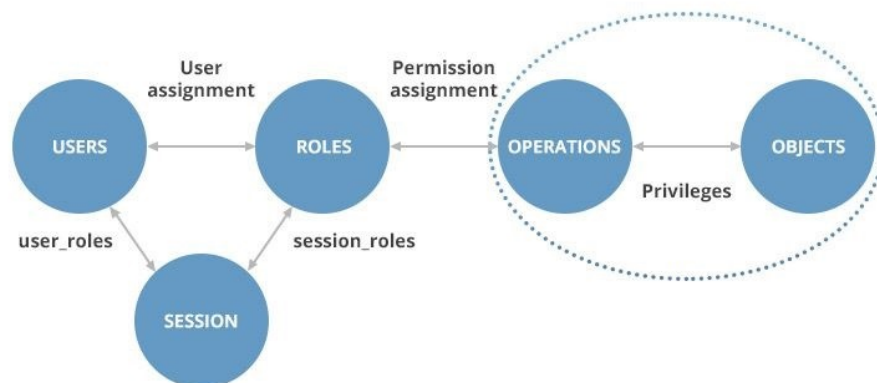 User
assignment
Permission
assignment
USERS
ROLES
OPERATIONS
OBJECTS
Privileges
user_roles
session_roles
SESSION